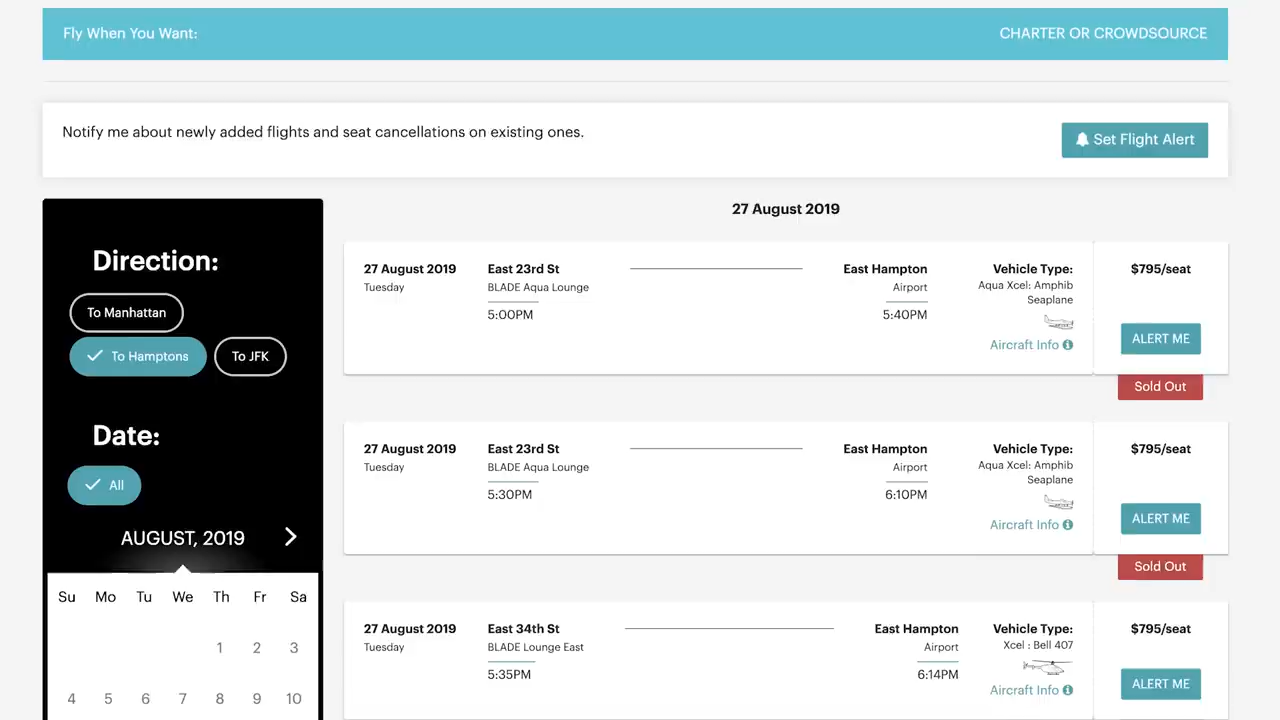 Fly When You Want: CHARTER OR CROWDSOURCE
Notify me about newly added flights and seat cancellations on existing ones.
Set Flight Alert
Direction:
To Manhattan
To Hamptons To JFK
Date:
All
AUGUST, 2019
Su Mo Tu We Th Fr Sa
1 2 3
4 5 6 7 8 9 10
27 August 2019
27 August 2019 East 23rd St East Hampton Vehicle Type: $795/seat
Tuesday BLADE Aqua Lounge Airport Aqua Xcel: Amphib
Seaplane
5:00PM 5:40PM
Aircraft Info ALERT ME
Sold Out
27 August 2019 East 23rd St East Hampton Vehicle Type: $795/seat
Tuesday BLADE Aqua Lounge Airport Aqua Xcel: Amphib
Seaplane
5:30PM 6:10PM
Aircraft Info ALERT ME
Sold Out
27 August 2019 East 34th St East Hampton Vehicle Type: $795/seat
Tuesday BLADE Lounge East Airport Xcel : Bell 407
5:35PM 6:14PM
Aircraft Info ALERT ME